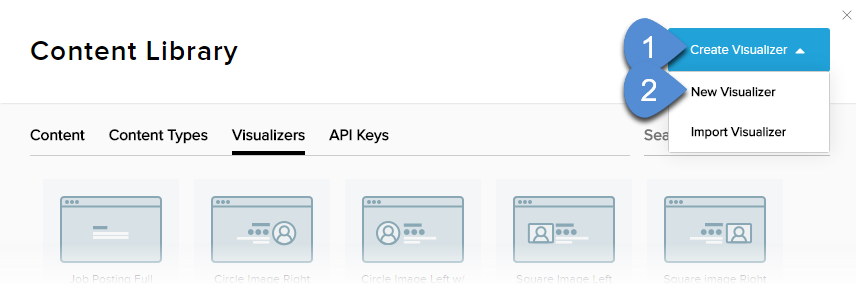 Content Library
1 Create Visualizer
2 New Visualizer
Import Visualizer
Content Content Types Visualizers API Keys Sea
Job Posting Full Circle Image Right Circle Image Left w/ Square Image Left Square Image Right